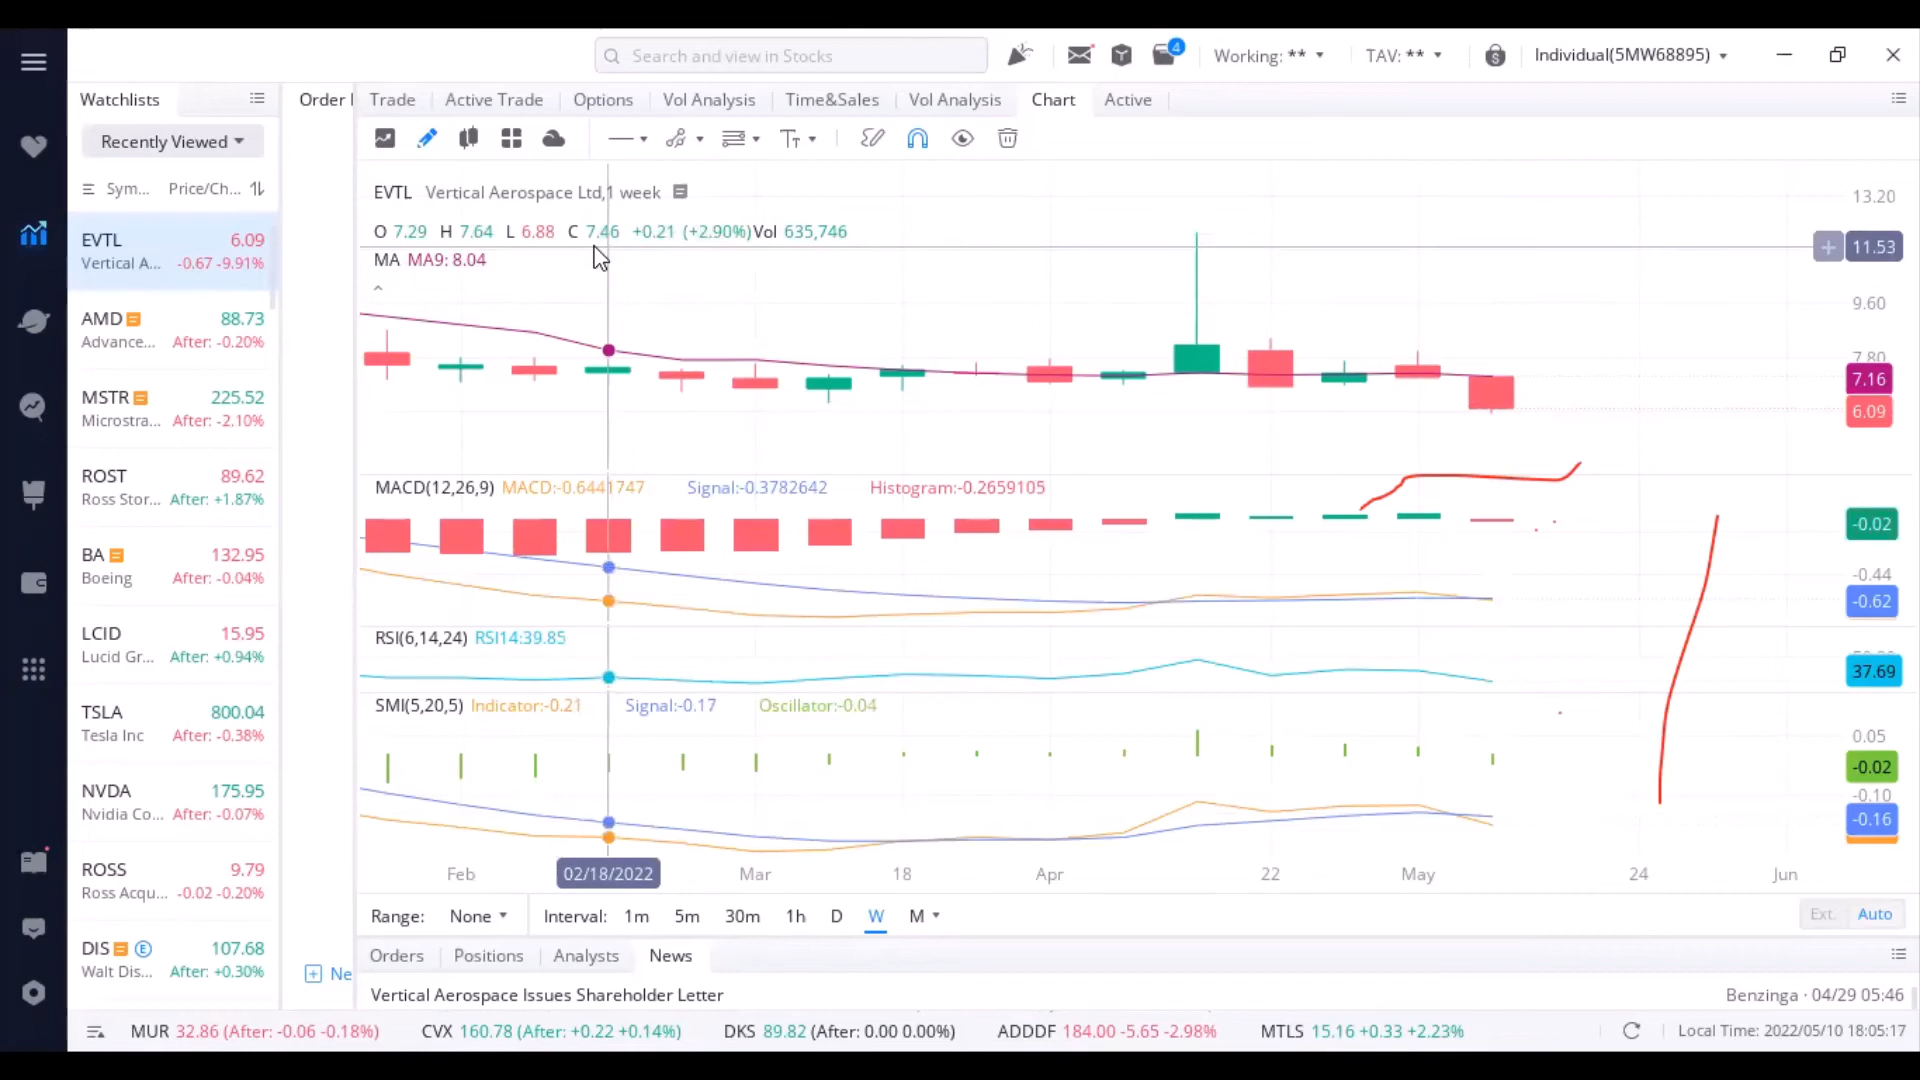 Search and view in Stocks
4
Working: **
TAV: **
Individual(5MW68895)
Watchlists
Order
Trade
Active Trade
Options
Vol Analysis
Time&Sales
Vol Analysis
Chart
Active
Recently Viewed
Sym... Price/Ch...
EVTL 6.09
Vertical A... -0.67 -9.91%
AMD 88.73
Advance... After: -0.20%
MSTR 225.52
Microstra... After: -2.10%
ROST 89.62
Ross Stor... After: +1.87%
BA 132.95
Boeing After: -0.04%
LCID 15.95
Lucid Gr... After: +0.94%
TSLA 800.04
Tesla Inc After: -0.38%
NVDA 175.95
Nvidia Co... After: -0.07%
ROSS 9.79
Ross Acqu... -0.02 -0.20%
DIS E 107.68
Walt Dis... After: +0.30%
Ne
EVTL Vertical Aerospace Ltd,1 week
O 7.29 H 7.64 L 6.88 C 7.46 +0.21 (+2.90%)Vol 635,746
MA MA9: 8.04
13.20
11.53
9.60
7.80
7.16
6.09
MACD(12,26,9) MACD:-0.6441747 Signal:-0.3782642 Histogram:-0.2659105
-0.02
-0.44
-0.62
RSI(6,14,24) RSI14:39.85
37.69
SMI(5,20,5) Indicator:-0.21 Signal:-0.17 Oscillator:-0.04
0.05
-0.02
-0.10
-0.16
Feb 02/18/2022 Mar 18 Apr 22 May 24 Jun
Range: None Interval: 1m 5m 30m 1h D W M
Ext. Auto
Orders Positions Analysts News
Vertical Aerospace Issues Shareholder Letter Benzinga · 04/29 05:46
MUR 32.86 (After: -0.06 -0.18%) CVX 160.78 (After: +0.22 +0.14%) DKS 89.82 (After: 0.00 0.00%) ADDDF 184.00 -5.65 -2.98% MTLS 15.16 +0.33 +2.23% Local Time: 2022/05/10 18:05:17